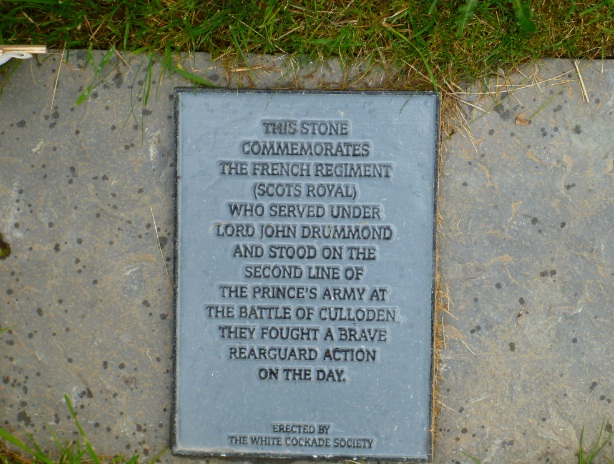 THIS STONE
COMMEMORATES
THE FRENCH REGIMENT
(SCOTS ROYAL)
WHO SERVED UNDER
LORD JOHN DRUMMOND
AND STOOD ON THE
SECOND LINE OF
THE PRINCE'S ARMY AT
THE BATTLE OF CULLODEN
THEY FOUGHT A BRAVE
REARGUARD ACTION
ON THE DAY.
ERECTED BY
THE WHITE COCKADE SOCIETY